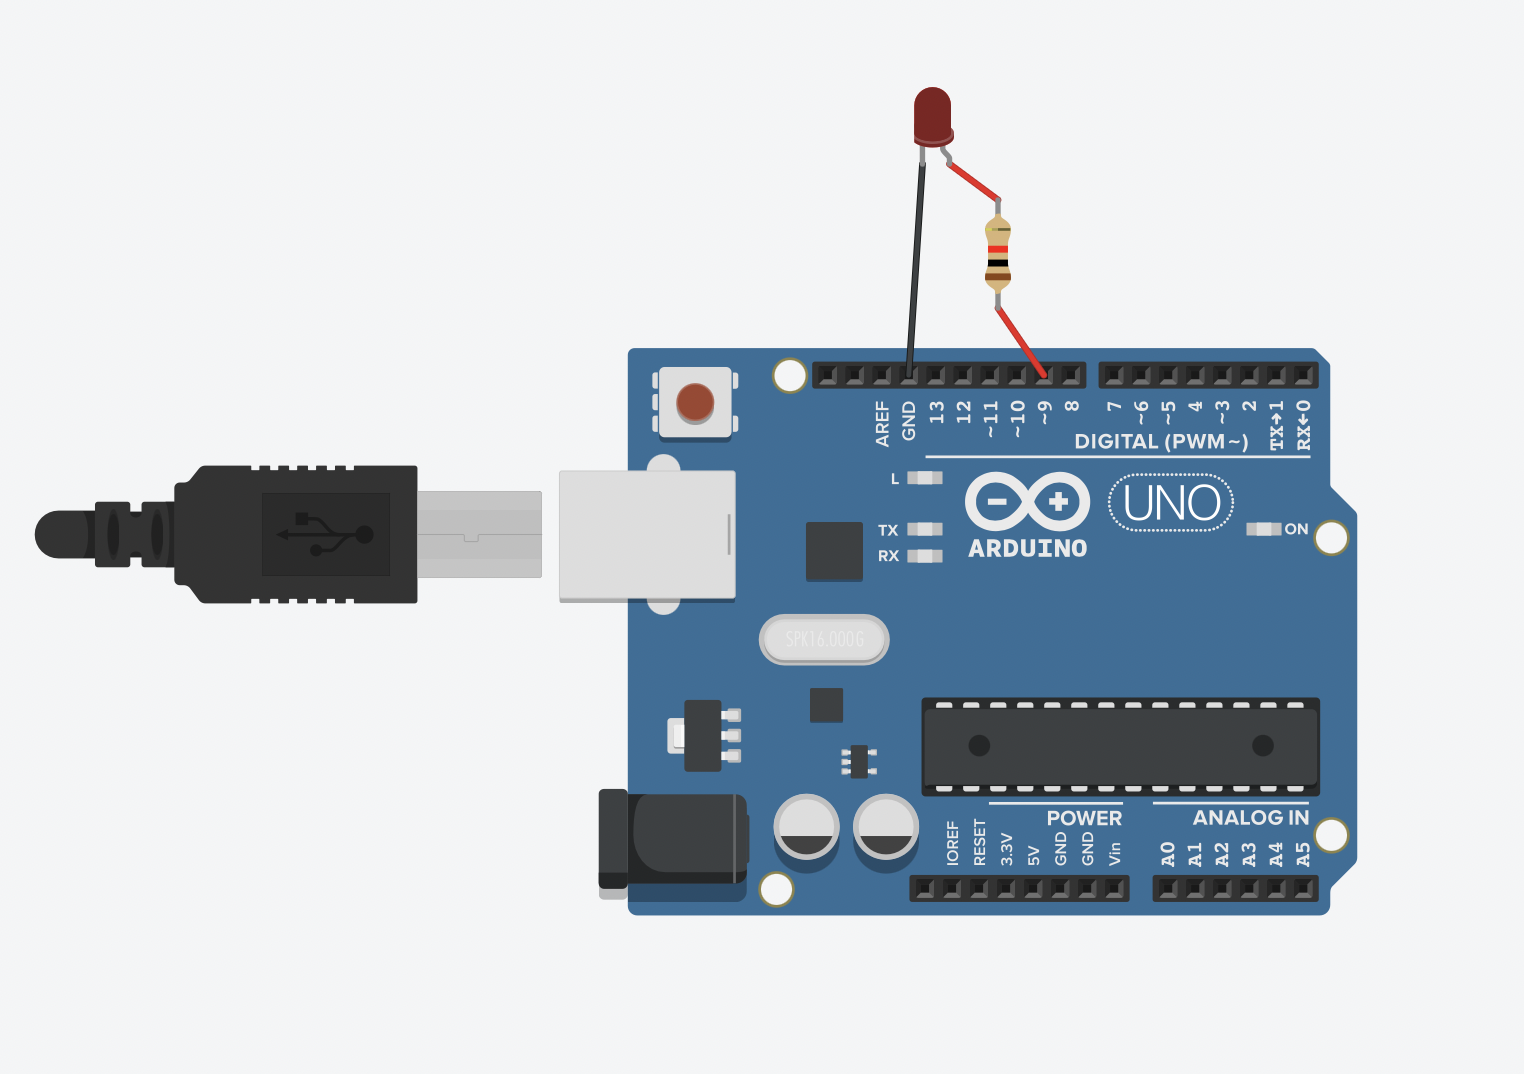 AREF
GND
13
12
~11
~10
~9
8
7
~6
~5
4
~3
2
TX→1
RX←0
DIGITAL (PWM~)
L
TX
RX
ARDUINO
UNO
ON
SPK16.000G
POWER
ANALOG IN
IOREF
RESET
3.3V
5V
GND
GND
Vin
A0
A1
A2
A3
A4
A5